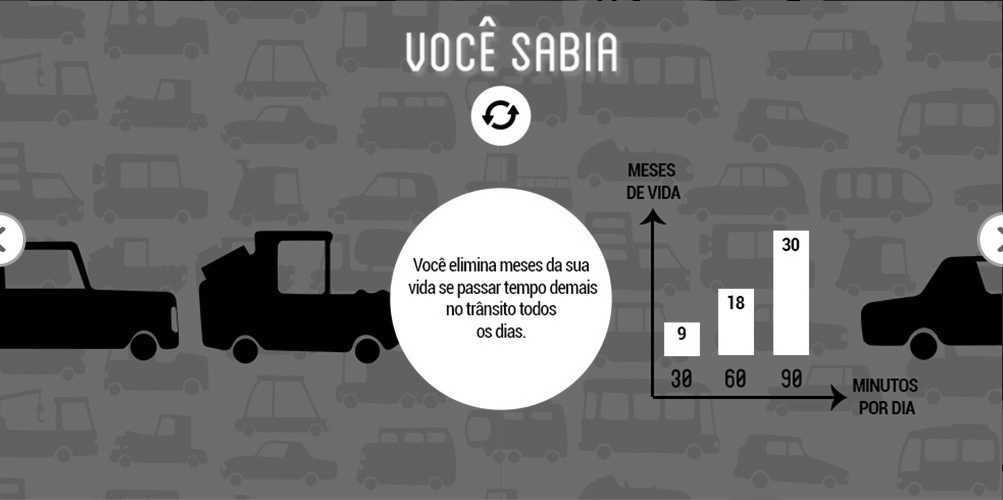 VOCÊ SABIA
Você elimina meses da sua
vida se passar tempo demais
no trânsito todos
os dias.
MESES
DE VIDA
30
18
9
30 60 90
MINUTOS
POR DIA